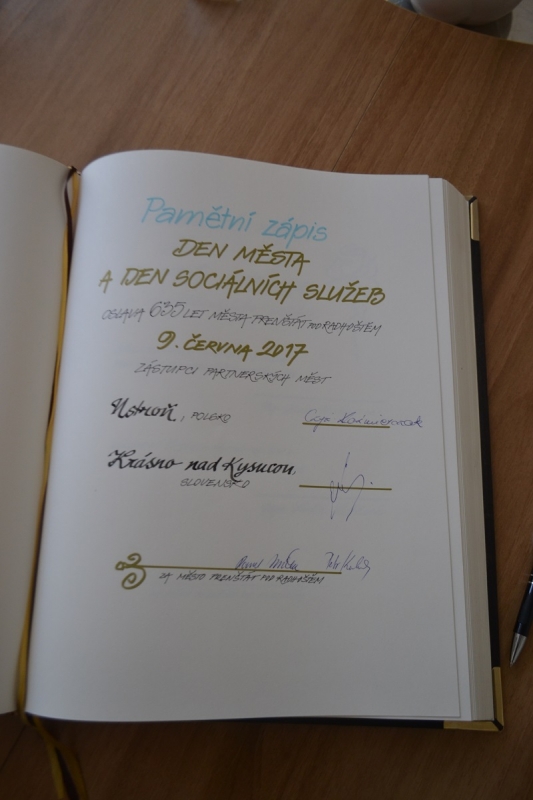 Pamětní zápis
DEN MĚSTA
A DEN SOCIÁLNÍCH SLUŽEB
OSLAVA 635 LET MĚSTA FRENŠTÁT POD RADHOŠTĚM
9. ČERVNA 2017
ZÁSTUPCI PARTNERSKÝCH MĚST
Ustroń, POLSKO
Krásno nad Kysucou,
SLOVENSKO
ZA MĚSTO FRENŠTÁT POD RADHOŠTĚM